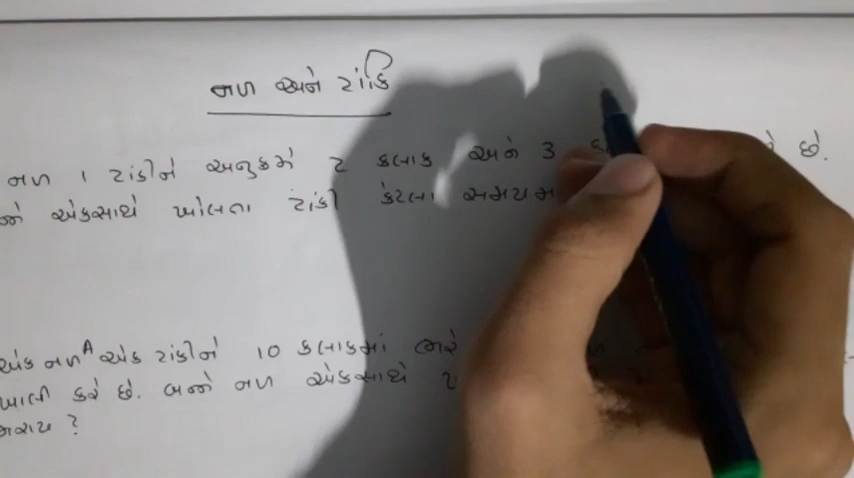 નળ અને ટાંકિ
નળ 1 ટાંકીને અનુક્રમે 2 કલાક અને 3 છે.
એકસાથે ખોલતા ટાંકી કેટલા
એક નળ A એક ટાંકીને 10 કલાકમાં ભરે
ખાલી કરે છે. બન્ને નળ એકસાથે
ભરાય ?